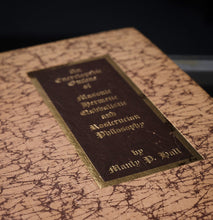 An Encyclopedic
Outline
of
Masonic
Hermetic
Qabbalistic
and
Rosicrucian
Philosophy
by
Manly P. Hall